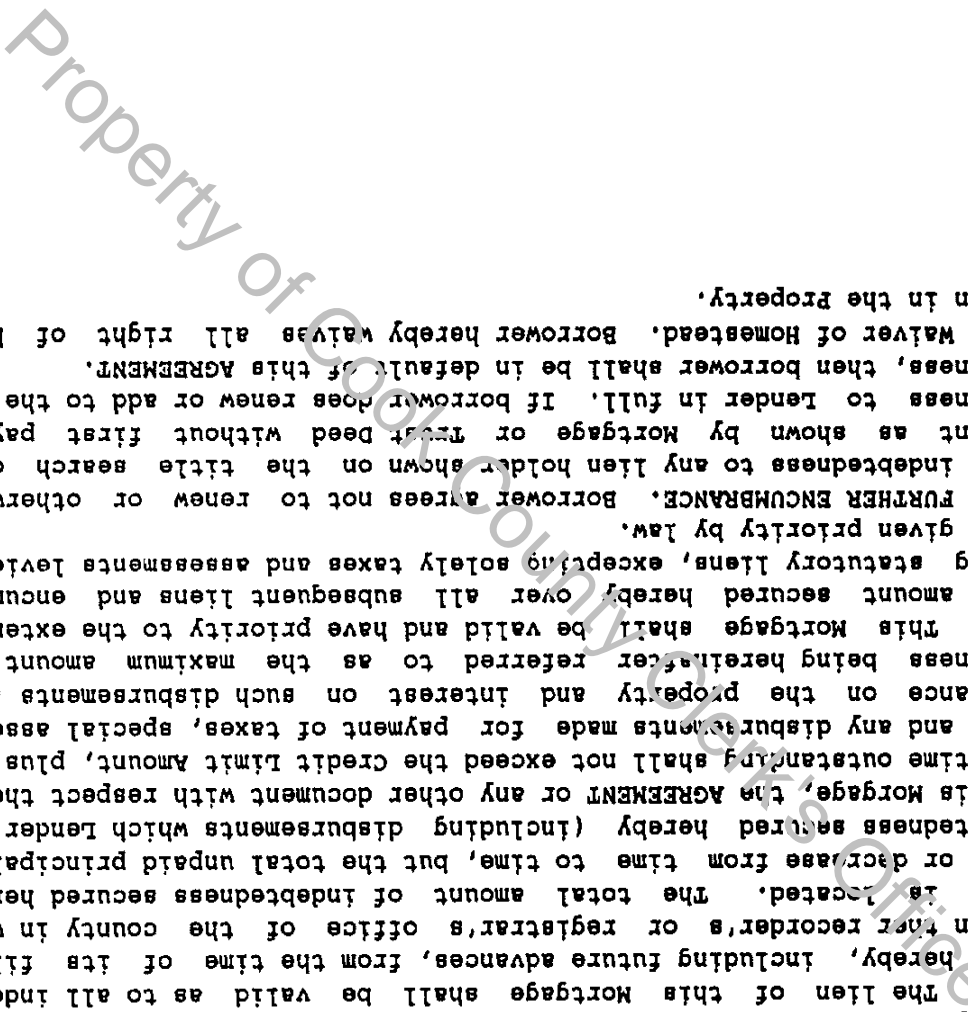 The lien of this Mortgage shall be valid as to all inde
hereby, including future advances, from the time of its fi
n ther recorder's or registrar's office of the county in w
is located. The total amount of indebtedness secured her
or decrease from time to time, but the total unpaid principa
tedness secured hereby (including disbursements which Lender
is Morgage, the AGREEMENT or any other document with respect the
time outstanding shall not exceed the Credit Limit Amount, plus
and any disbursements made for payment of taxes, special asse
ance on the property and interest on such disbursements
ness being hereinafter referred to as the maximum amount
This Mortgage shall be valid and have priority to the exten
amount secured hereby over all subsequent liens and encu
g statutory liens, excepting solely taxes and assessments levie
given priority by law.
FURTHER ENCUMBRANCE. Borrower agrees not to renew or otherw
indebtedness to any lien holder shown on the title search
nt as shown by Mortgage or Trust Deed without first pay
ness to Lender in full. If borrower does renew or add to the
ness, then borrower shall be in default of this AGREEMENT.
Waiver of Homestead. Borrower hereby waives all right of h
n in the Property.
Property of Cook County Clerk's Office